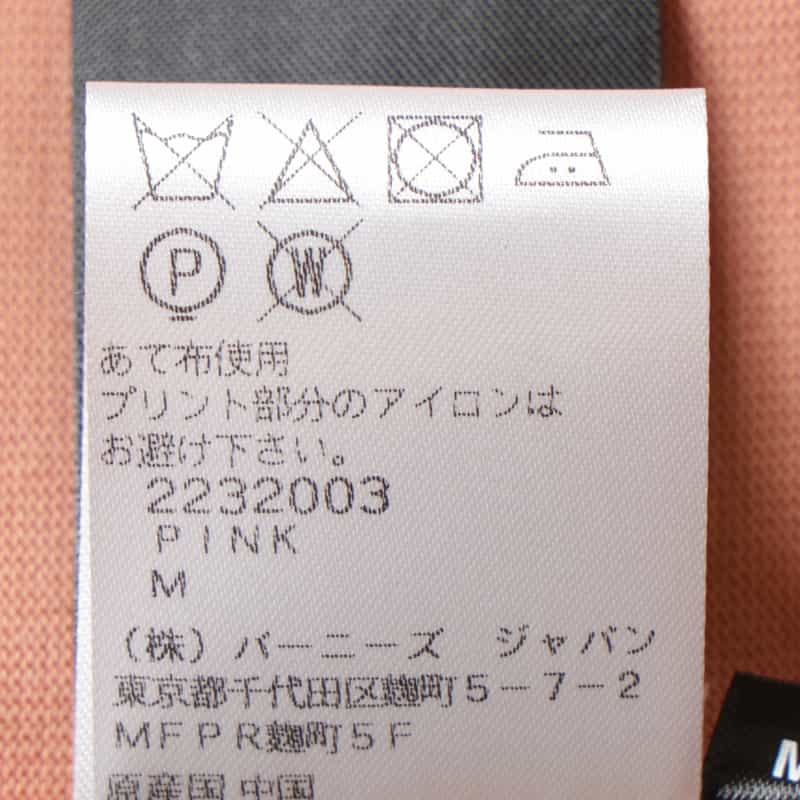 P W
あて布使用
プリント部分のアイロンは
お避け下さい。
2232003
PINK
M
(株)バーニーズ ジャパン
東京都千代田区麹町5-7-2
MFPR麹町5F
原産国 中国
M